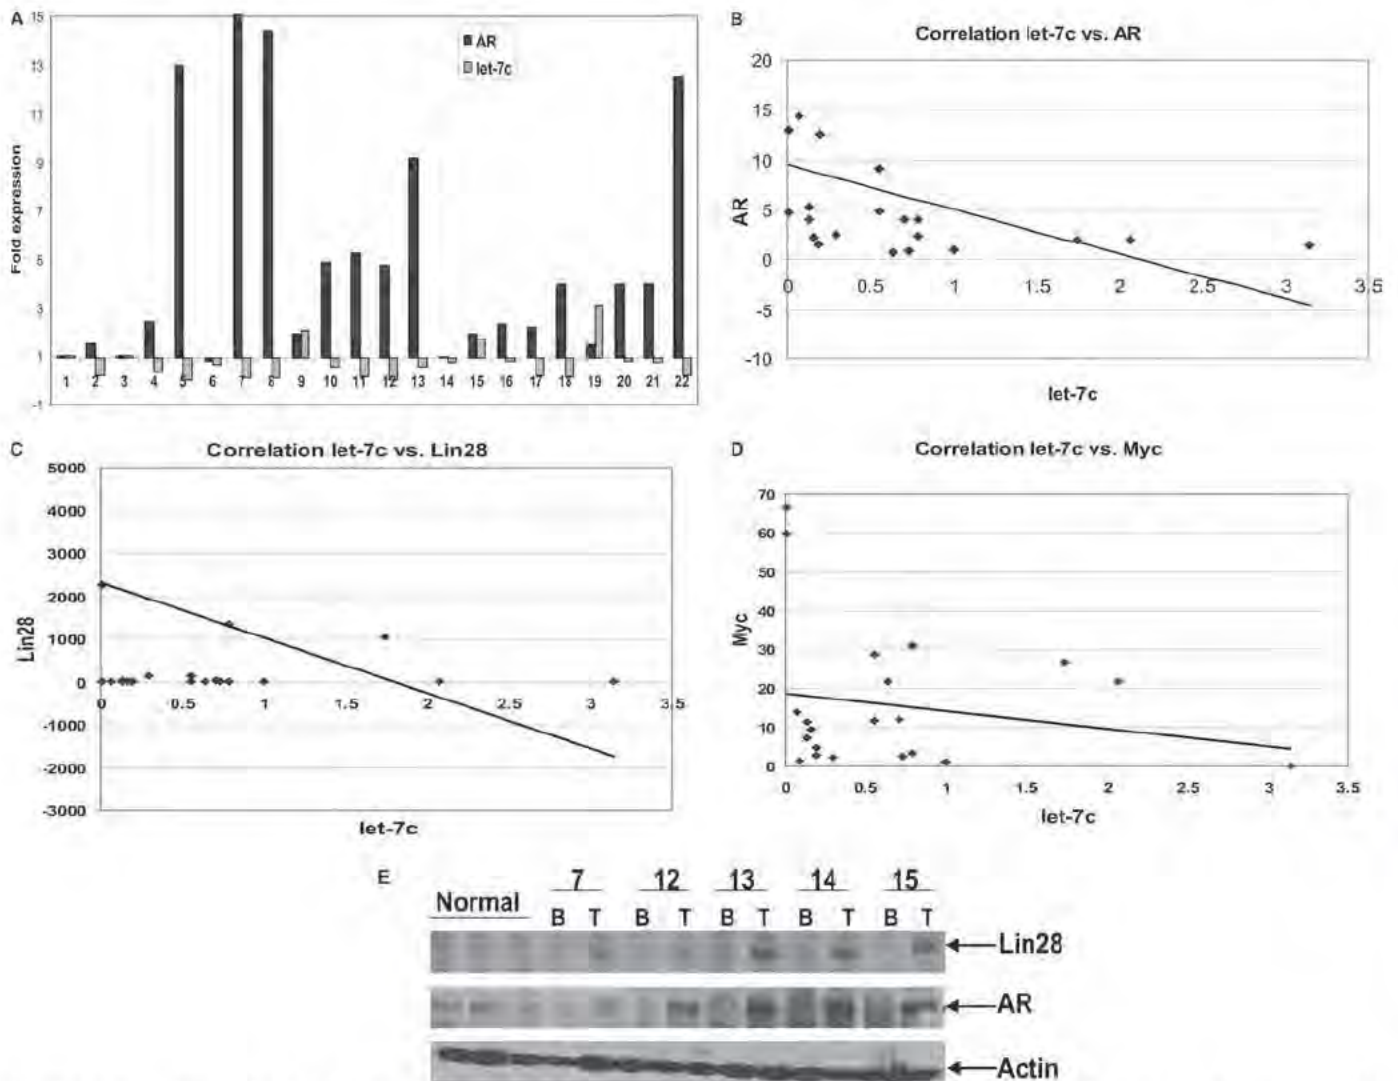 A
15
13
11
9
7
5
3
1
-1
Fold expression
AR
let-7c
1 2 3 4 5 6 7 8 9 10 11 12 13 14 15 16 17 18 19 20 21 22
B
Correlation let-7c vs. AR
20
15
10
5
0
-5
-10
AR
0 0.5 1 1.5 2 2.5 3 3.5
let-7c
C
Correlation let-7c vs. Lin28
5000
4000
3000
2000
1000
0
-1000
-2000
-3000
Lin28
0 0.5 1 1.5 2 2.5 3 3.5
let-7c
D
Correlation let-7c vs. Myc
70
60
50
40
30
20
10
0
Myc
0 0.5 1 1.5 2 2.5 3 3.5
let-7c
E
Normal 7 12 13 14 15
B T B T B T B T B T
Lin28
AR
Actin